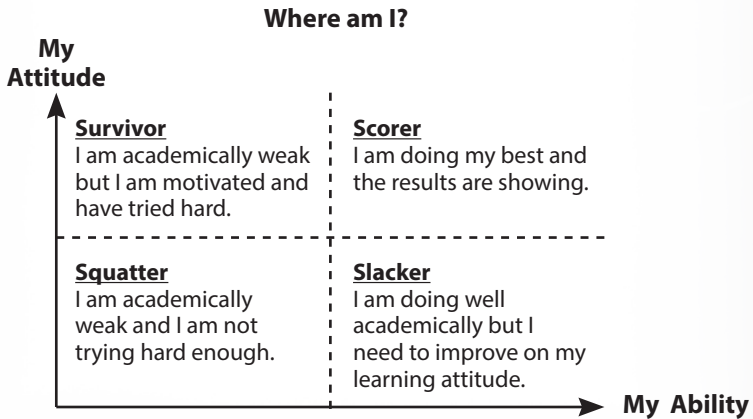 Where am I?
My
Attitude
Survivor
I am academically weak
but I am motivated and
have tried hard.
Scorer
I am doing my best and
the results are showing.
Squatter
I am academically
weak and I am not
trying hard enough.
Slacker
I am doing well
academically but I
need to improve on my
learning attitude.
My Ability